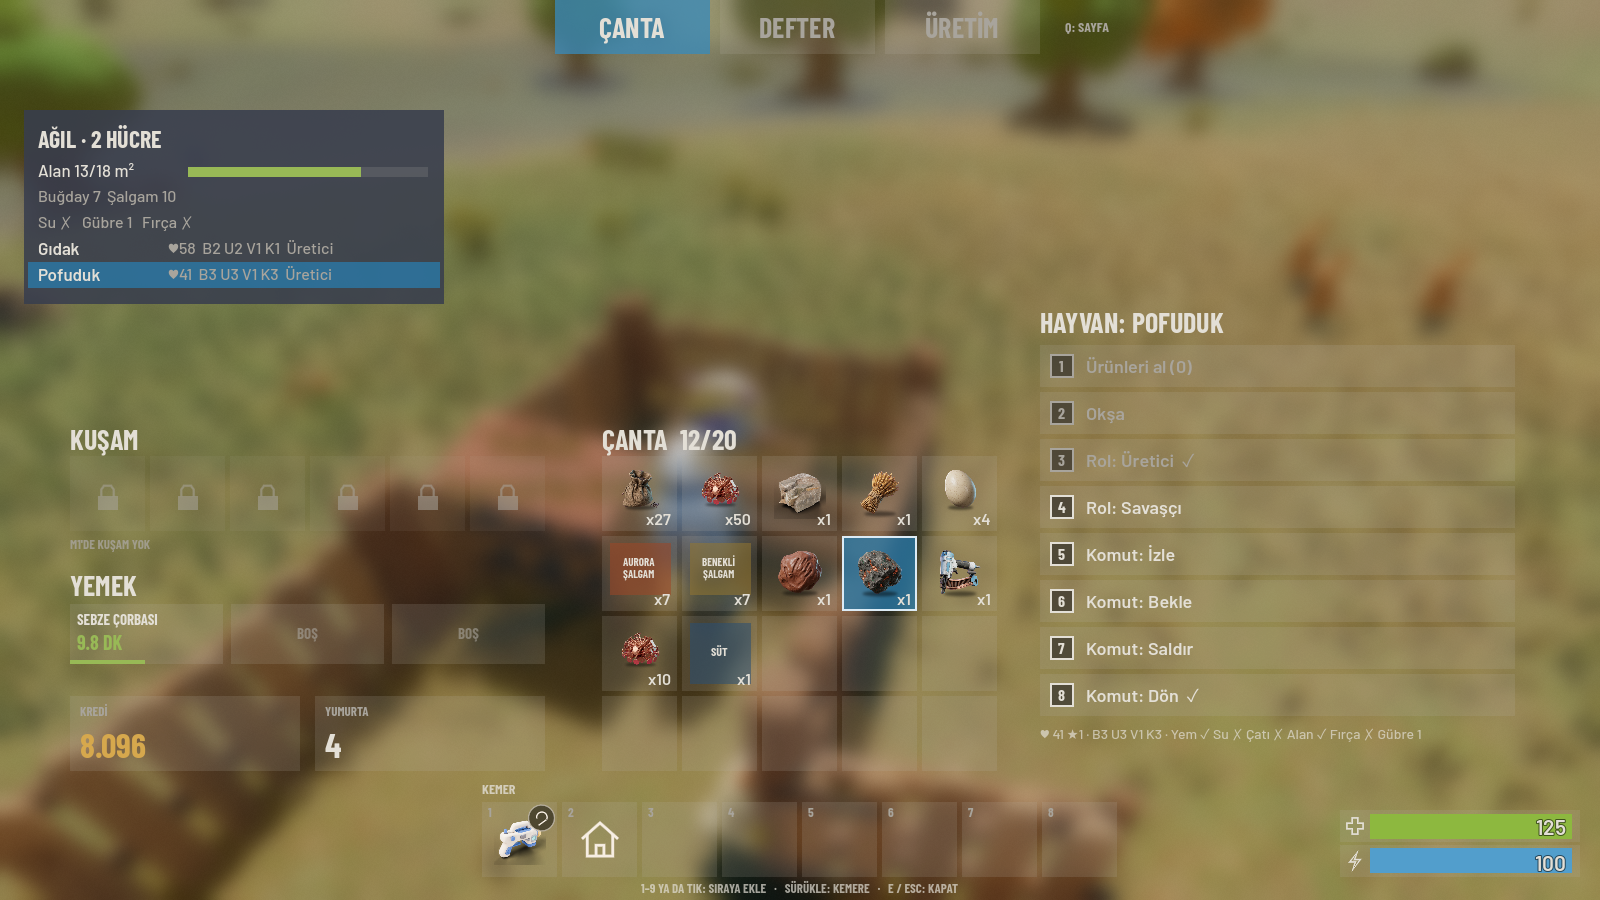 ÇANTA
DEFTER
ÜRETİM
Q: SAYFA
AĞIL · 2 HÜCRE
Alan 13/18 m²
Buğday 7 Şalgam 10
Su ✗ Gübre 1 Fırça ✗
Gıdak ♥58 B2 U2 V1 K1 Üretici
Pofuduk ♥41 B3 U3 V1 K3 Üretici
HAYVAN: POFUDUK
1 Ürünleri al (0)
2 Okşa
3 Rol: Üretici ✓
4 Rol: Savaşçı
5 Komut: İzle
6 Komut: Bekle
7 Komut: Saldır
8 Komut: Dön ✓
♥ 41 ★1 · B3 U3 V1 K3 · Yem ✓ Su ✗ Çatı ✗ Alan ✓ Fırça ✗ Gübre 1
KUŞAM
M1'DE KUŞAM YOK
YEMEK
SEBZE ÇORBASI
9.8 DK
BOŞ
BOŞ
KREDİ
8.096
YUMURTA
4
ÇANTA 12/20
x27
x50
x1
x1
x4
AURORA
ŞALGAM
x7
BENEKLİ
ŞALGAM
x7
x1
x1
x1
x10
SÜT
x1
KEMER
1
2
3
4
5
6
7
8
1-9 YA DA TIK: SIRAYA EKLE · SÜRÜKLE: KEMERE · E / ESC: KAPAT
125
100